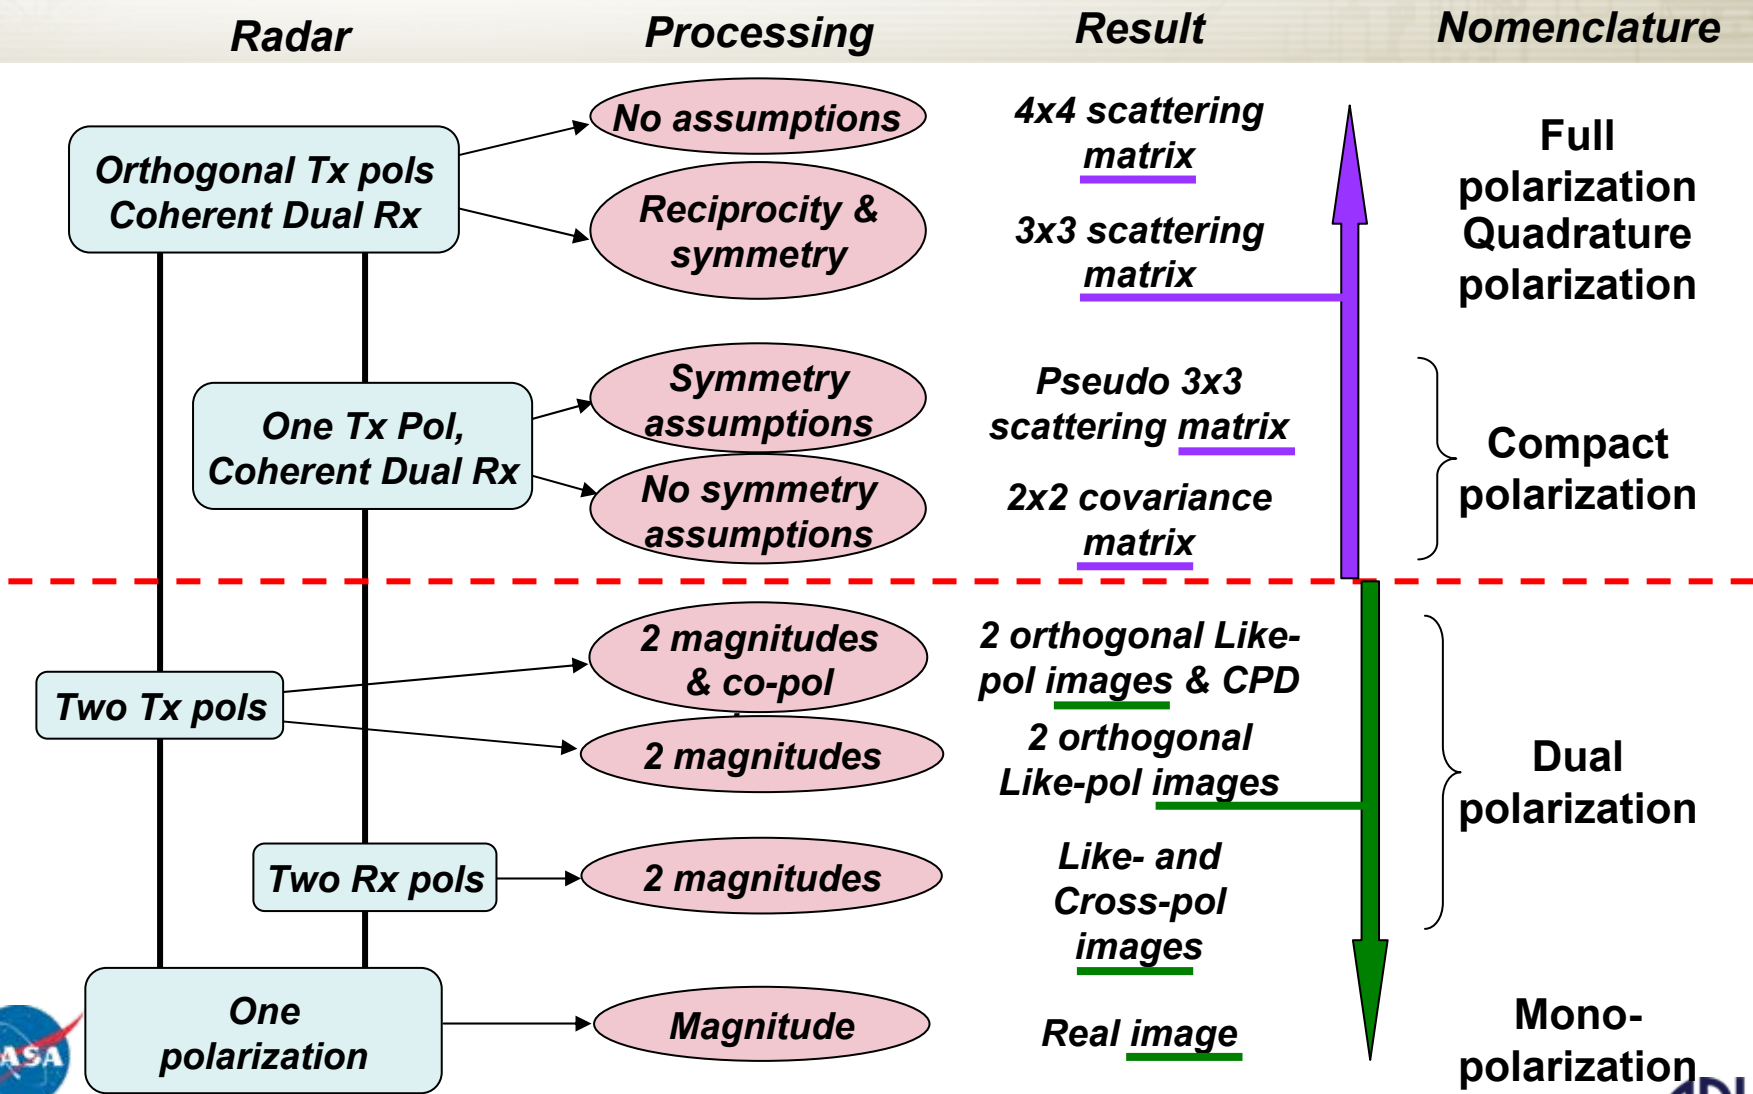 Radar
Processing
Result
Nomenclature
Orthogonal Tx pols
Coherent Dual Rx
No assumptions
4x4 scattering
matrix
Full
polarization
Reciprocity &
symmetry
3x3 scattering
matrix
Quadrature
polarization
One Tx Pol,
Coherent Dual Rx
Symmetry
assumptions
Pseudo 3x3
scattering matrix
No symmetry
assumptions
2x2 covariance
matrix
Compact
polarization
Two Tx pols
2 magnitudes
& co-pol
2 orthogonal Like-
pol images & CPD
2 magnitudes
2 orthogonal
Like-pol images
Dual
polarization
Two Rx pols
2 magnitudes
Like- and
Cross-pol
images
One
polarization
Magnitude
Real image
Mono-
polarization